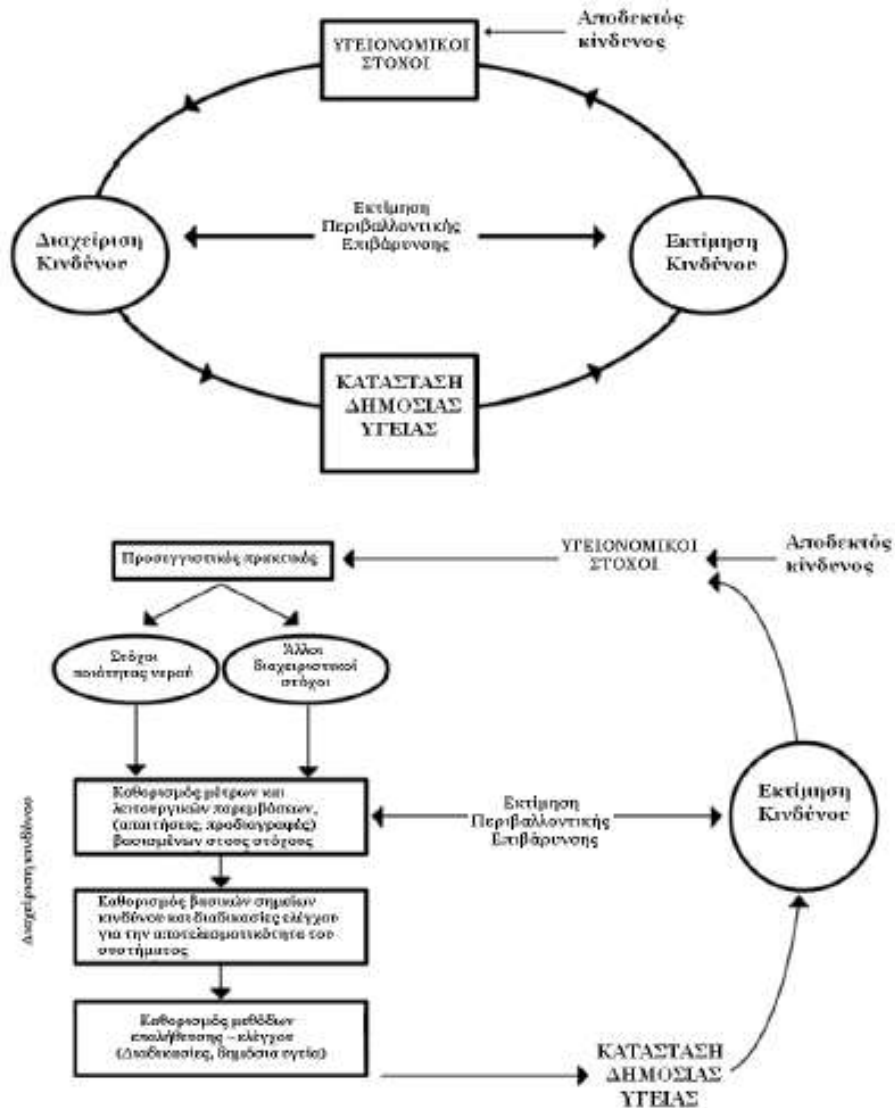 Αποδεκτός
κίνδυνος
ΥΓΕΙΟΝΟΜΙΚΟΙ
ΣΤΟΧΟΙ
Διαχείριση
Κινδύνου
Εκτίμηση
Περιβαλλοντικής
Επιβάρυνσης
Εκτίμηση
Κινδύνου
ΚΑΤΑΣΤΑΣΗ
ΔΗΜΟΣΙΑΣ
ΥΓΕΙΑΣ
Προσεγγιστικός πρακτικός
ΥΓΕΙΟΝΟΜΙΚΟΙ
ΣΤΟΧΟΙ
Αποδεκτός
κίνδυνος
Στόχοι
ποιότητας νερού
Άλλοι
διαχειριστικοί
στόχοι
Διαχείριση κινδύνου
Καθορισμός μέτρων και
λειτουργικών παρεμβάσεων,
(απαιτήσεις, προδιαγραφές)
βασισμένων στους στόχους
Εκτίμηση
Περιβαλλοντικής
Επιβάρυνσης
Εκτίμηση
Κινδύνου
Καθορισμός βασικών σημείων
κινδύνου και διαδικασίες ελέγχου
για την αποτελεσματικότητα του
συστήματος
Καθορισμός μεθόδων
επαλήθευσης – ελέγχου
(Διαδικασίες, δημόσια υγεία)
ΚΑΤΑΣΤΑΣΗ
ΔΗΜΟΣΙΑΣ
ΥΓΕΙΑΣ